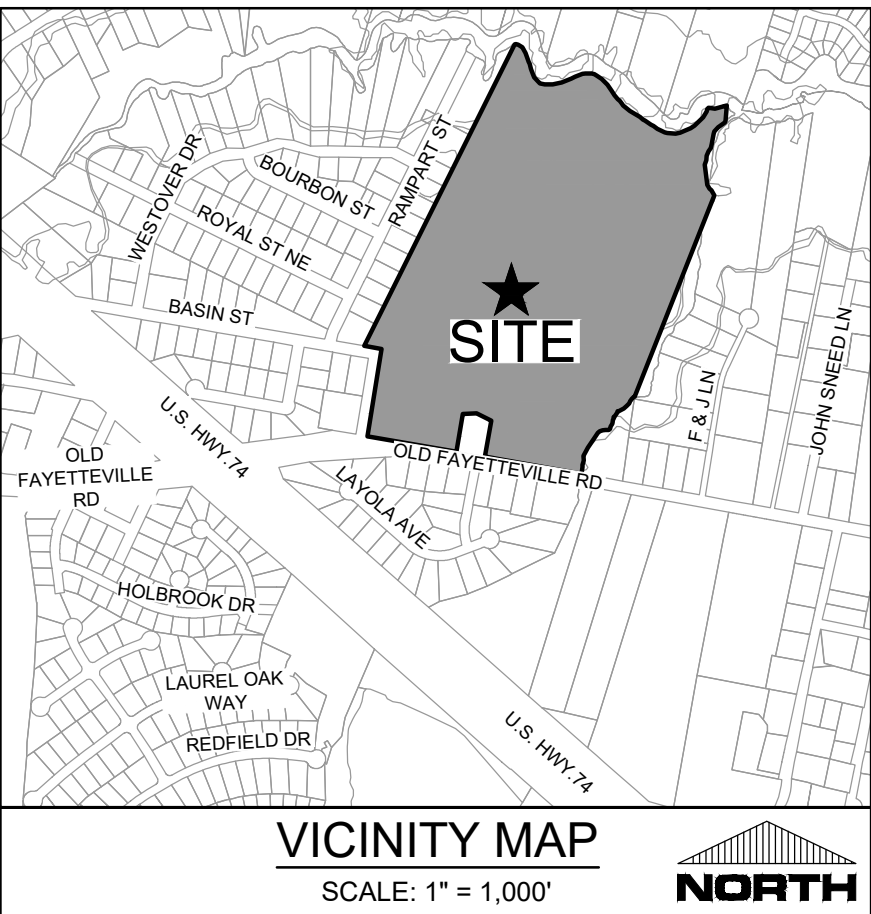 RAMPART ST
WESTOVER DR
BOURBON ST
ROYAL ST NE
BASIN ST
SITE
JOHN SNEED LN
F & J LN
U.S. HWY.74
OLD
FAYETTEVILLE
RD
OLD FAYETTEVILLE RD
LAYOLA AVE
HOLBROOK DR
LAUREL OAK
WAY
REDFIELD DR
U.S. HWY.74
VICINITY MAP
SCALE: 1" = 1,000'
NORTH